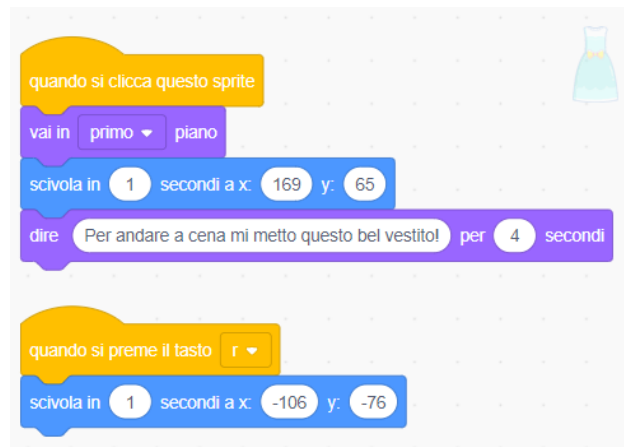 quando si clicca questo sprite
vai in primo piano
scivola in 1 secondi a x: 169 y: 65
dire Per andare a cena mi metto questo bel vestito! per 4 secondi
quando si preme il tasto r
scivola in 1 secondi a x: -106 y: -76